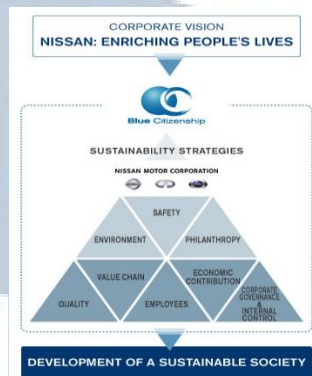 CORPORATE VISION
NISSAN: ENRICHING PEOPLE'S LIVES
Blue Citizenship
SUSTAINABILITY STRATEGIES
NISSAN MOTOR CORPORATION
SAFETY
ENVIRONMENT
PHILANTHROPY
VALUE CHAIN
ECONOMIC
CONTRIBUTION
QUALITY
EMPLOYEES
CORPORATE
GOVERNANCE
&
INTERNAL
CONTROL
DEVELOPMENT OF A SUSTAINABLE SOCIETY